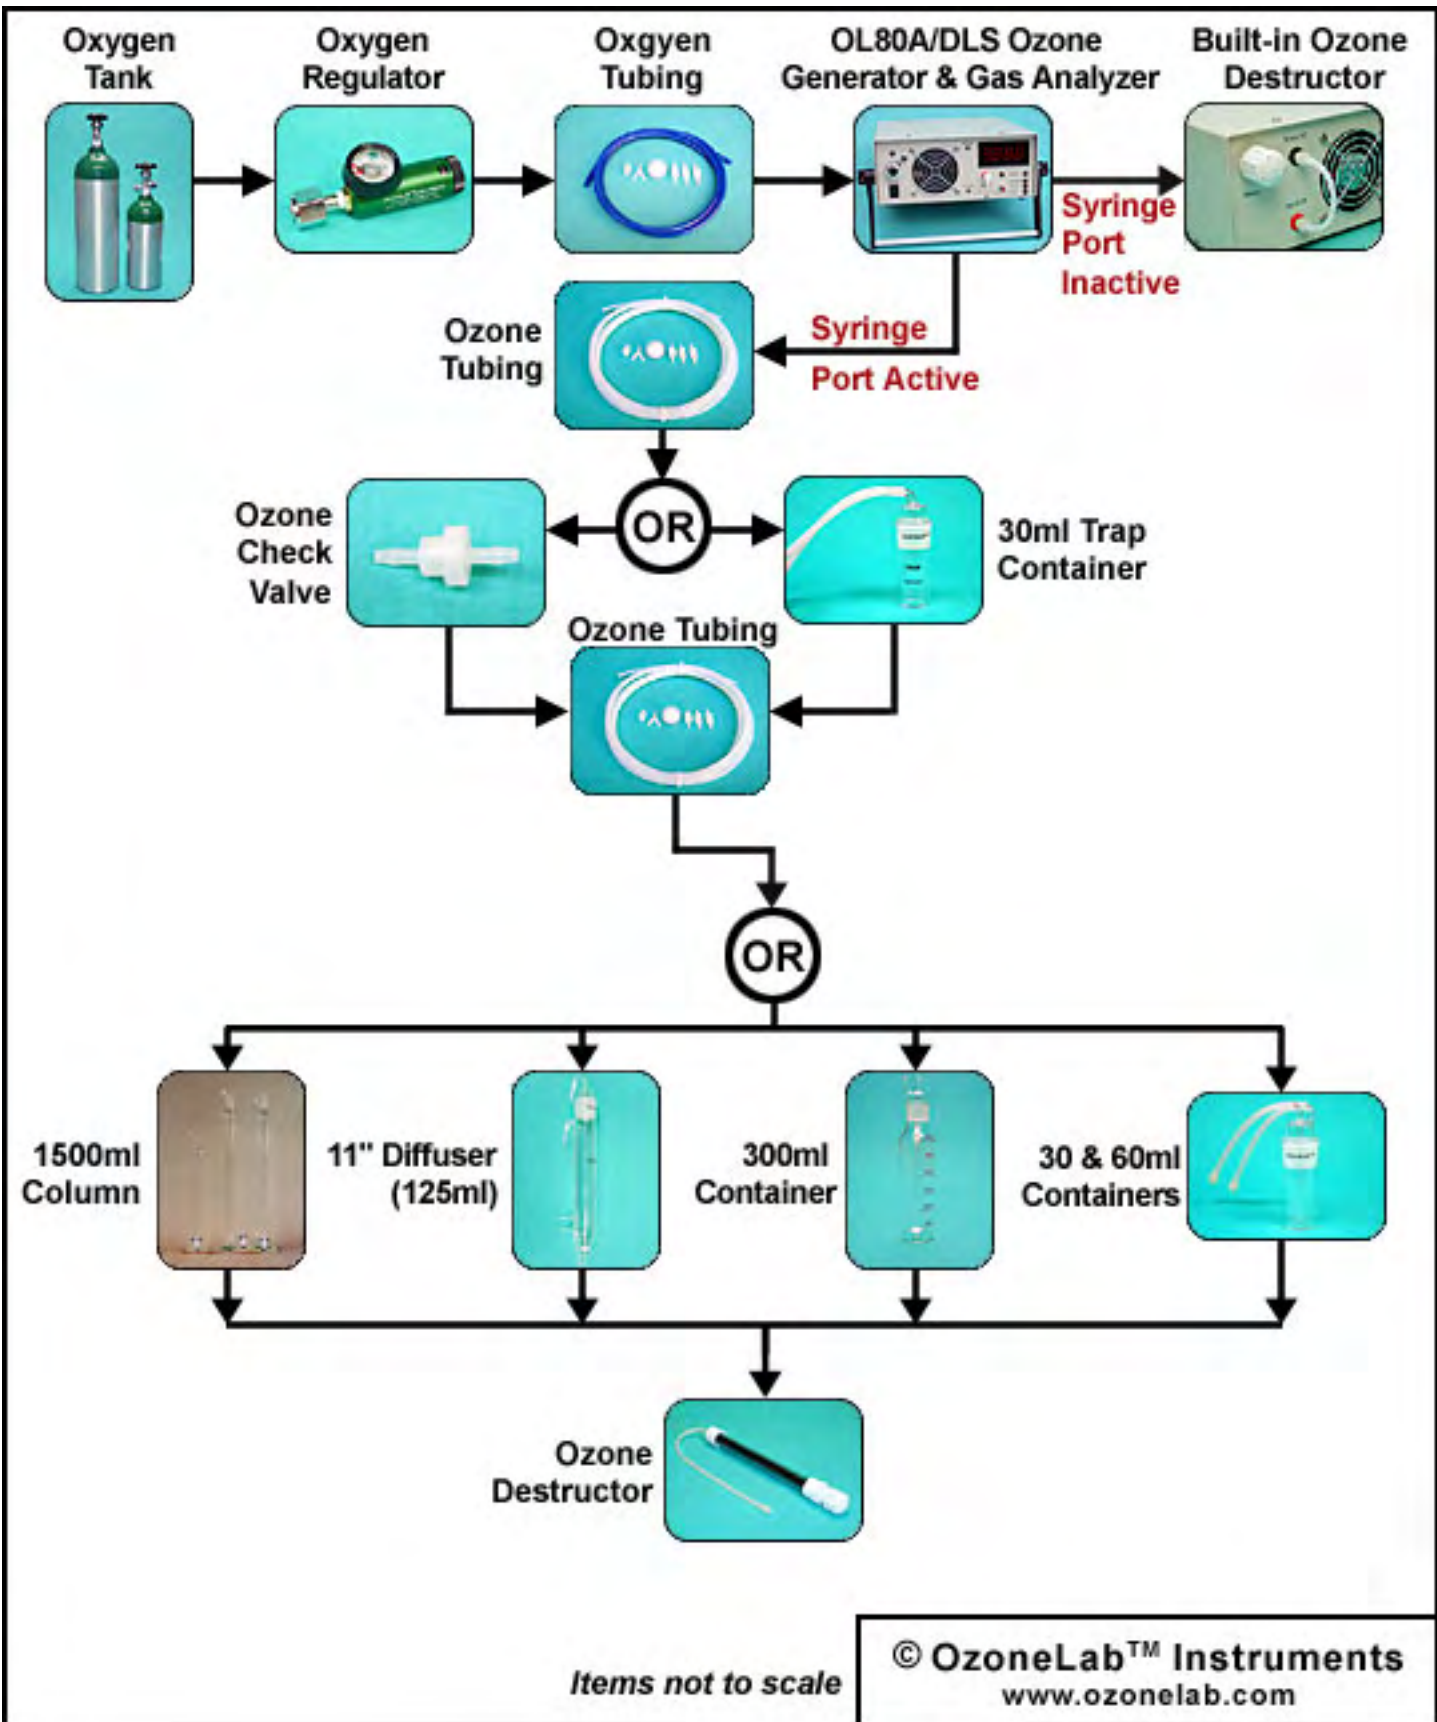 Oxygen
Tank
Oxygen
Regulator
Oxgyen
Tubing
OL80A/DLS Ozone
Generator & Gas Analyzer
Built-in Ozone
Destructor
Syringe
Port
Inactive
Ozone
Tubing
Syringe
Port Active
Ozone
Check
Valve
OR
30ml Trap
Container
Ozone Tubing
OR
1500ml
Column
11" Diffuser
(125ml)
300ml
Container
30 & 60ml
Containers
Ozone
Destructor
Items not to scale
© OzoneLab™ Instruments
www.ozonelab.com